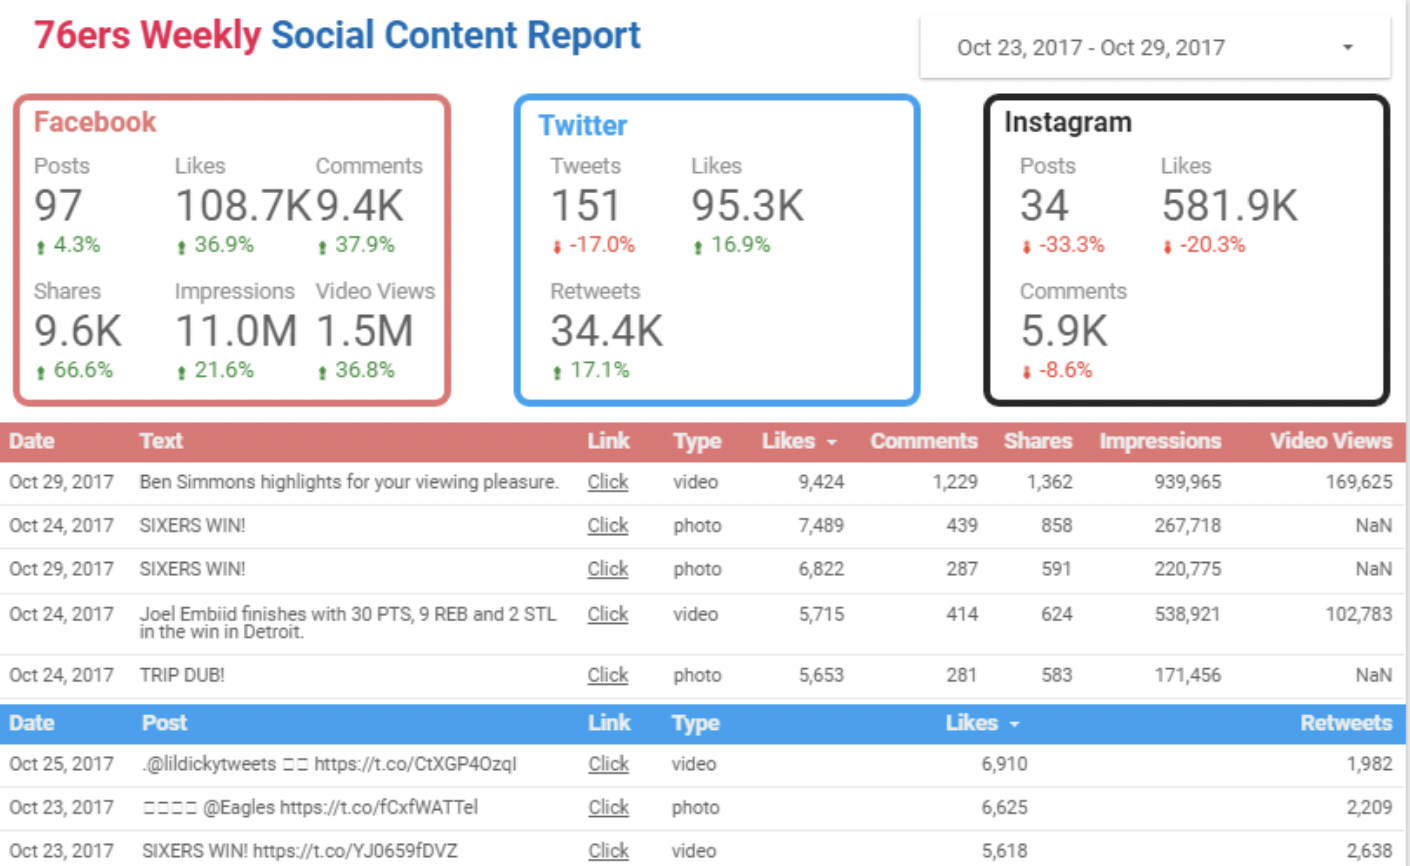 76ers Weekly Social Content Report
Oct 23, 2017 - Oct 29, 2017
Facebook
Posts Likes Comments
97 108.7K 9.4K
4.3% 36.9% 37.9%
Shares Impressions Video Views
9.6K 11.0M 1.5M
66.6% 21.6% 36.8%
Twitter
Tweets Likes
151 95.3K
-17.0% 16.9%
Retweets
34.4K
17.1%
Instagram
Posts Likes
34 581.9K
-33.3% -20.3%
Comments
5.9K
-8.6%
Date Text Link Type Likes Comments Shares Impressions Video Views
Oct 29, 2017 Ben Simmons highlights for your viewing pleasure. Click video 9,424 1,229 1,362 939,965 169,625
Oct 24, 2017 SIXERS WIN! Click photo 7,489 439 858 267,718 NaN
Oct 29, 2017 SIXERS WIN! Click photo 6,822 287 591 220,775 NaN
Oct 24, 2017 Joel Embiid finishes with 30 PTS, 9 REB and 2 STL Click video 5,715 414 624 538,921 102,783
in the win in Detroit.
Oct 24, 2017 TRIP DUB! Click photo 5,653 281 583 171,456 NaN
Date Post Link Type Likes Retweets
Oct 25, 2017 .@lildickytweets □□ https://t.co/CtXGP4OzqI Click video 6,910 1,982
Oct 23, 2017 □□□□ @Eagles https://t.co/fCxfWATTel Click photo 6,625 2,209
Oct 23, 2017 SIXERS WIN! https://t.co/YJ0659fDVZ Click video 5,618 2,638